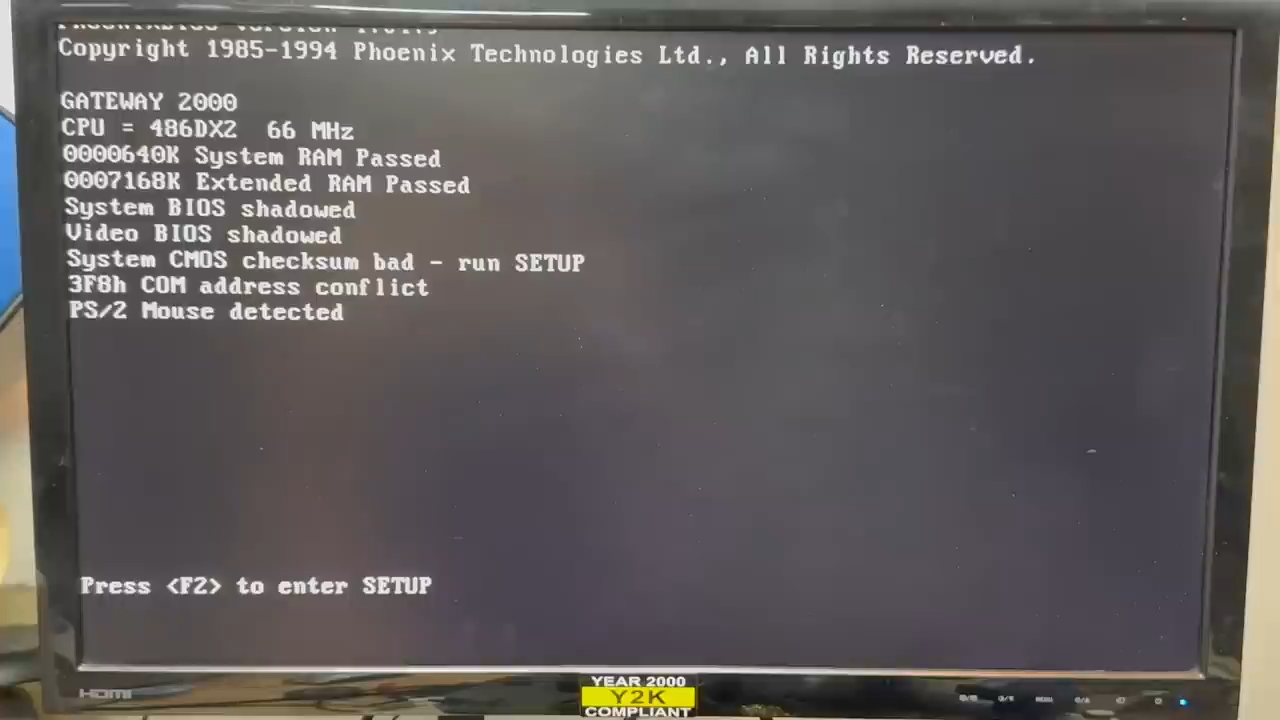 Copyright 1985-1994 Phoenix Technologies Ltd., All Rights Reserved.
GATEWAY 2000
CPU = 486DX2  66 MHz
0000640K System RAM Passed
0007168K Extended RAM Passed
System BIOS shadowed
Video BIOS shadowed
System CMOS checksum bad - run SETUP
3F8h COM address conflict
PS/2 Mouse detected
Press <F2> to enter SETUP
HDMI
YEAR 2000
Y2K
COMPLIANT